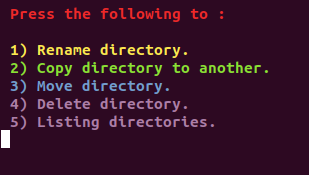 Press the following to :
1) Rename directory.
2) Copy directory to another.
3) Move directory.
4) Delete directory.
5) Listing directories.